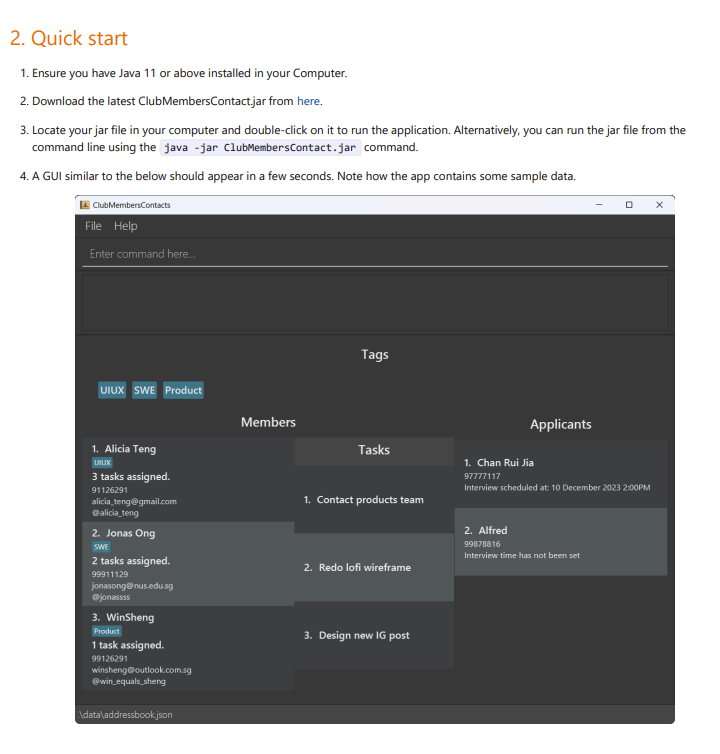 2. Quick start
1. Ensure you have Java 11 or above installed in your Computer.
2. Download the latest ClubMembersContact.jar from here.
3. Locate your jar file in your computer and double-click on it to run the application. Alternatively, you can run the jar file from the
command line using the java -jar ClubMembersContact.jar command.
4. A GUI similar to the below should appear in a few seconds. Note how the app contains some sample data.
ClubMembersContacts
File Help
Enter command here...
Tags
UIUX SWE Product
Members
1. Alicia Teng
UIUX
3 tasks assigned.
91126291
alicia_teng@gmail.com
@alicia_teng
2. Jonas Ong
SWE
2 tasks assigned.
99911129
jonasong@nus.edu.sg
@jonassss
3. WinSheng
Product
1 task assigned.
99126291
winsheng@outlook.com.sg
@win_equals_sheng
Tasks
1. Contact products team
2. Redo lofi wireframe
3. Design new IG post
Applicants
1. Chan Rui Jia
97777117
Interview scheduled at: 10 December 2023 2:00PM
2. Alfred
99878816
Interview time has not been set
\data\addressbook.json